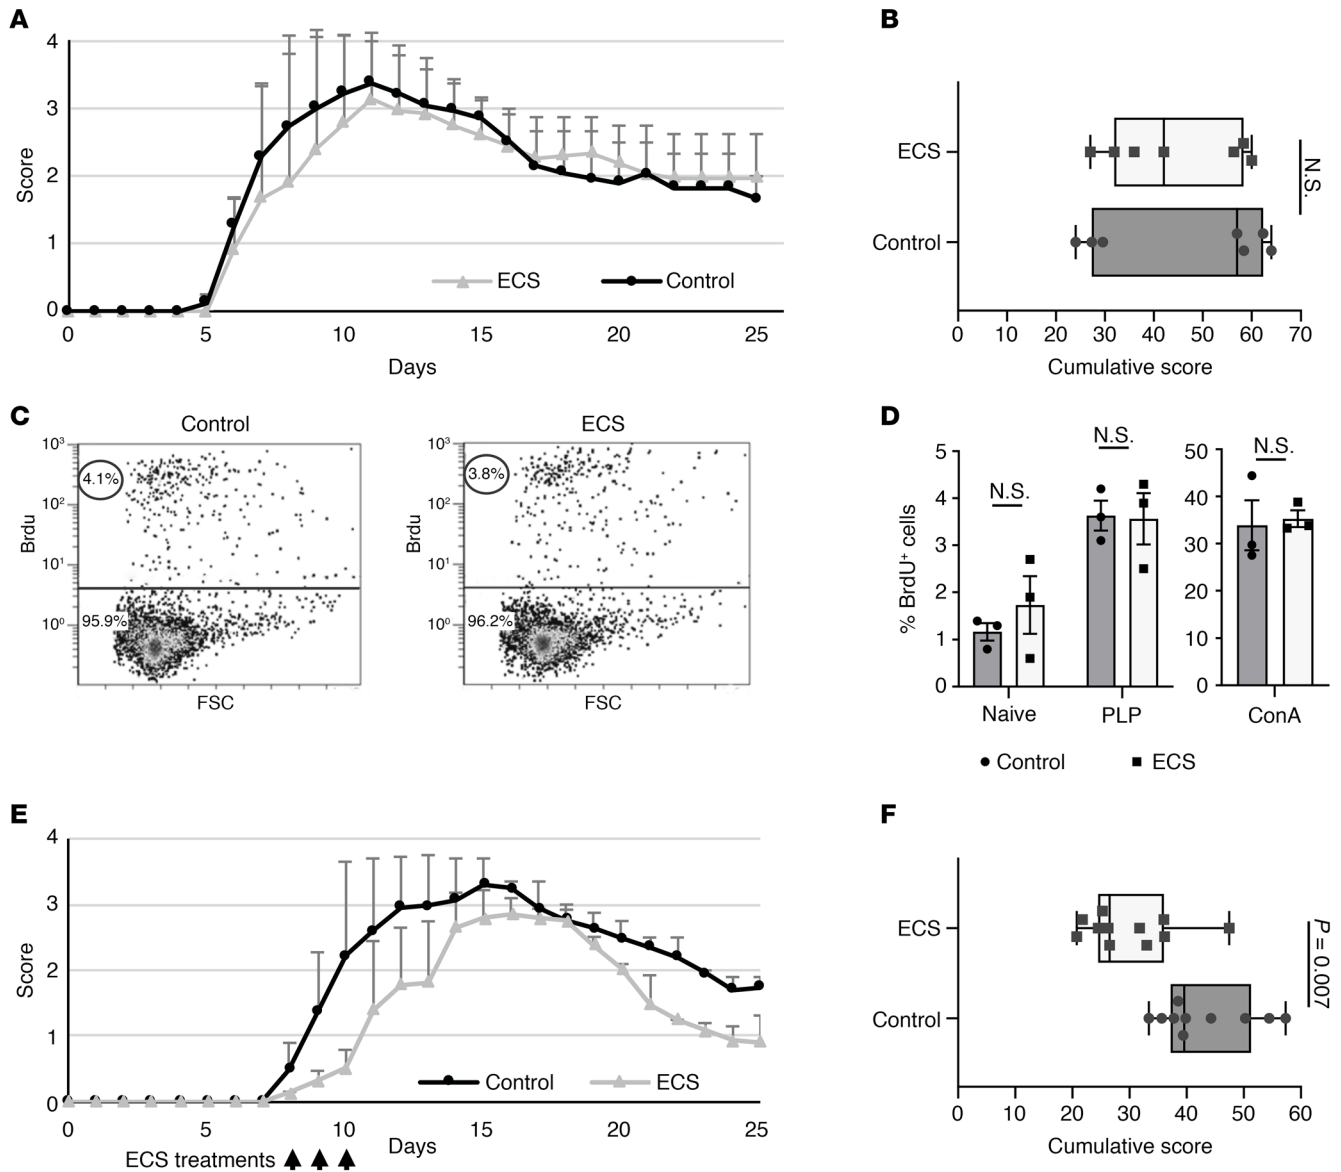 A
4
3
2
1
0
Score
0 5 10 15 20 25
Days
ECS Control
B
ECS
Control
N.S.
0 10 20 30 40 50 60 70
Cumulative score
C
Control
10³
10²
10¹
10⁰
Brdu
4.1%
95.9%
FSC
ECS
10³
10²
10¹
10⁰
Brdu
3.8%
96.2%
FSC
D
5
4
3
2
1
0
% BrdU⁺ cells
N.S.
N.S.
Naive PLP
50
40
30
20
10
0
N.S.
ConA
Control ECS
E
4
3
2
1
0
Score
Control ECS
0 5 10 15 20 25
Days
ECS treatments
F
ECS
Control
P = 0.007
0 10 20 30 40 50 60
Cumulative score